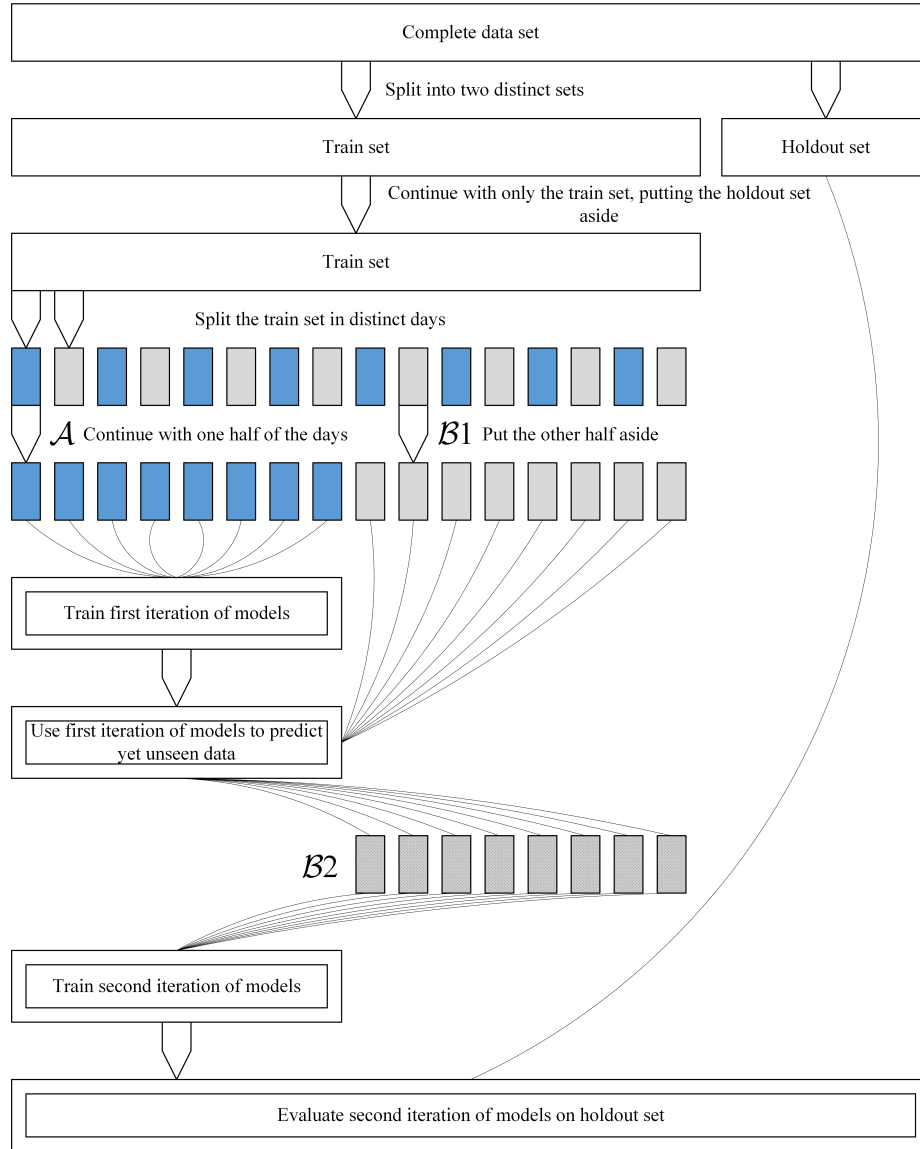 Complete data set
Split into two distinct sets
Train set
Holdout set
Continue with only the train set, putting the holdout set
aside
Train set
Split the train set in distinct days
𝒜 Continue with one half of the days
ℬ1 Put the other half aside
Train first iteration of models
Use first iteration of models to predict
yet unseen data
ℬ2
Train second iteration of models
Evaluate second iteration of models on holdout set